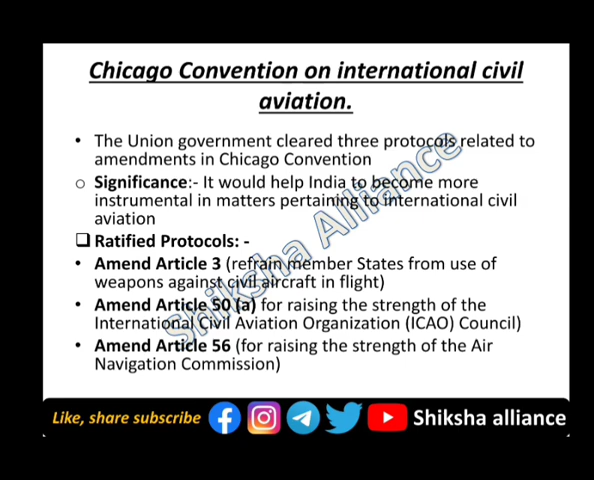 Chicago Convention on international civil
aviation.
• The Union government cleared three protocols related to
amendments in Chicago Convention
o Significance:- It would help India to become more
instrumental in matters pertaining to international civil
aviation
❑ Ratified Protocols: -
• Amend Article 3 (refrain member States from use of
weapons against civil aircraft in flight)
• Amend Article 50 (a) for raising the strength of the
International Civil Aviation Organization (ICAO) Council)
• Amend Article 56 (for raising the strength of the Air
Navigation Commission)
Shiksha Alliance
Like, share subscribe
Shiksha alliance